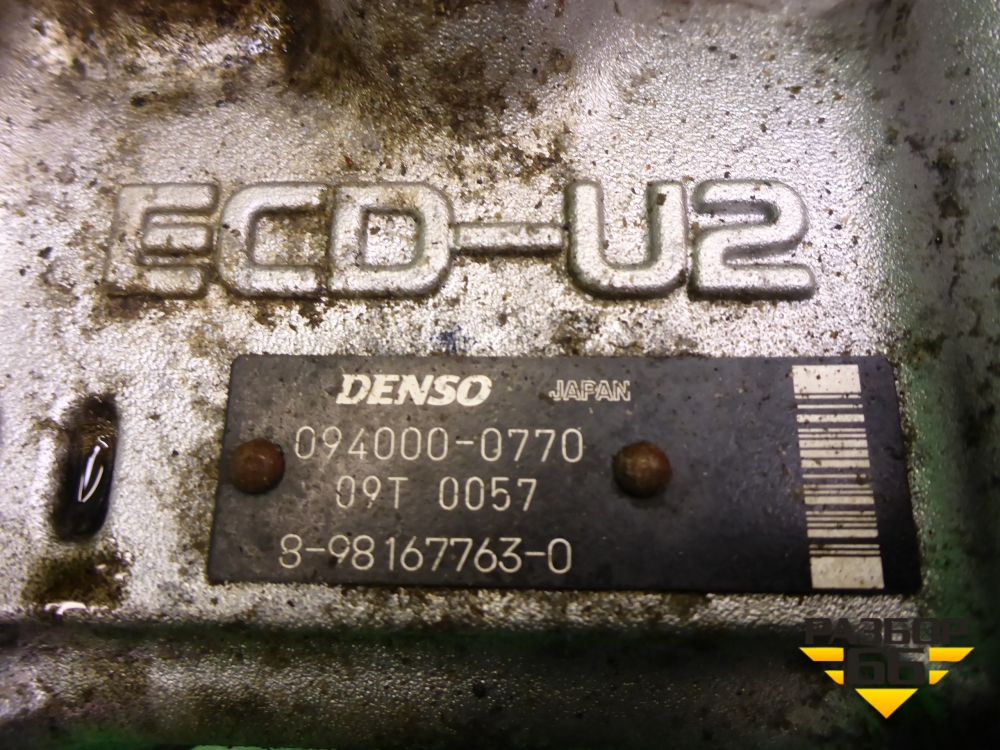 ECD-U2
DENSO JAPAN
094000-0770
09T 0057
8-98167763-0
РАЗБОР
66